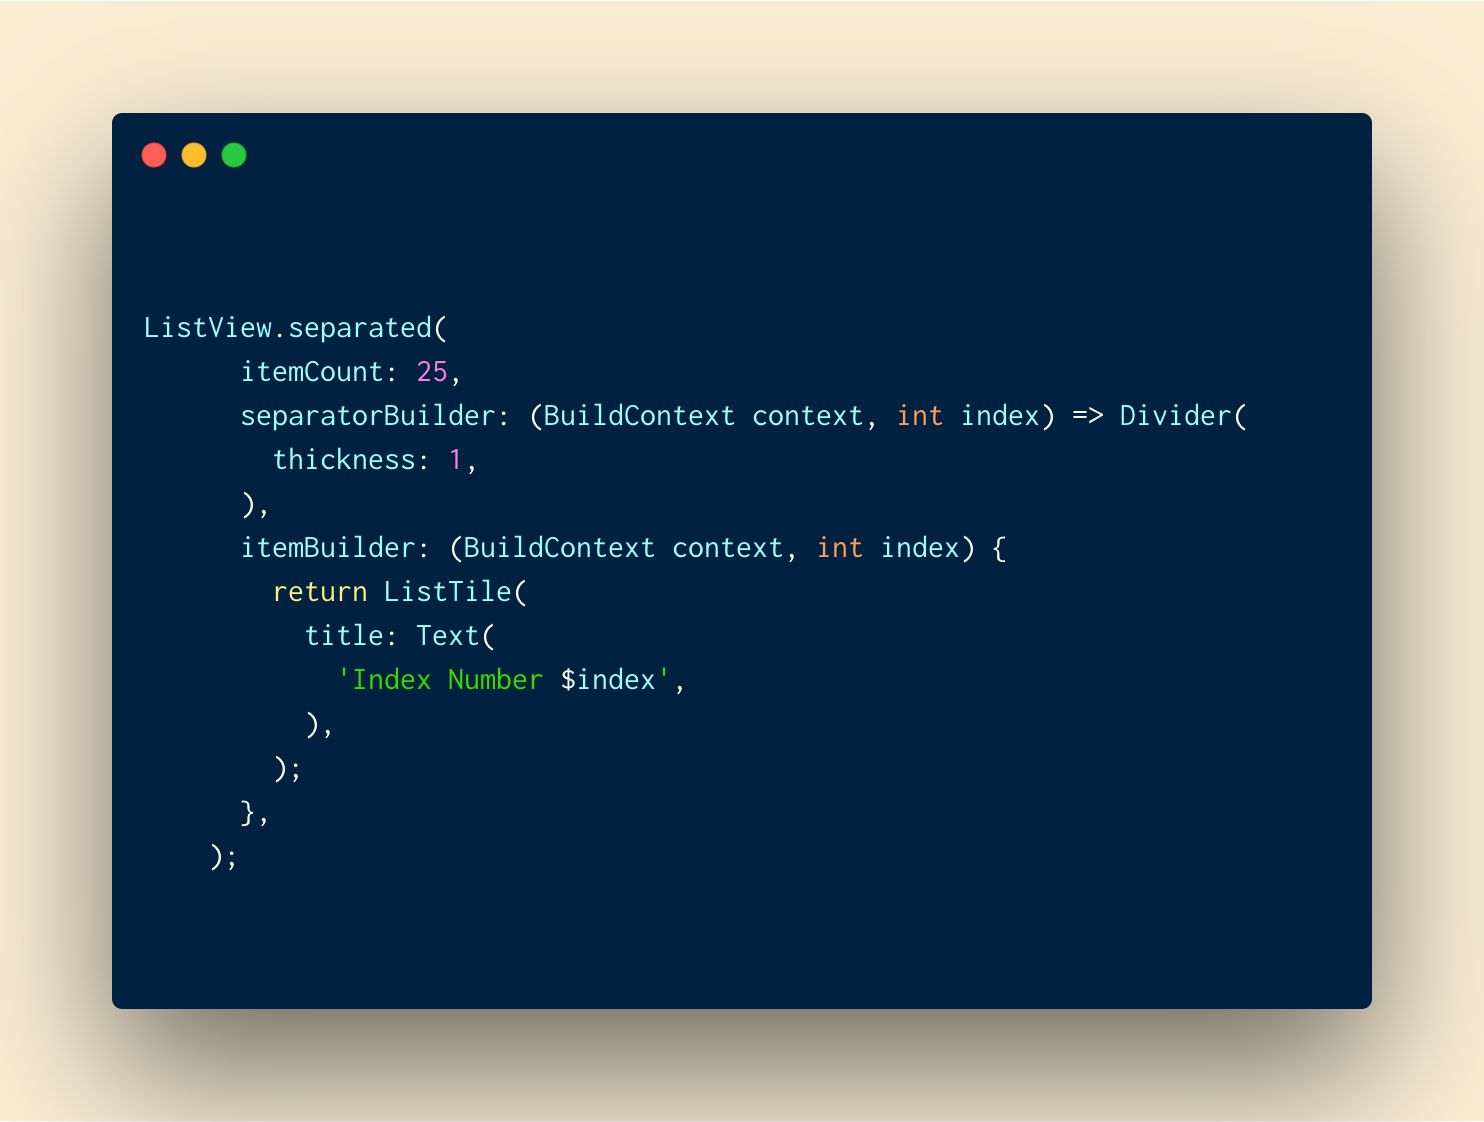 ListView.separated(
      itemCount: 25,
      separatorBuilder: (BuildContext context, int index) => Divider(
        thickness: 1,
      ),
      itemBuilder: (BuildContext context, int index) {
        return ListTile(
          title: Text(
            'Index Number $index',
          ),
        );
      },
    );